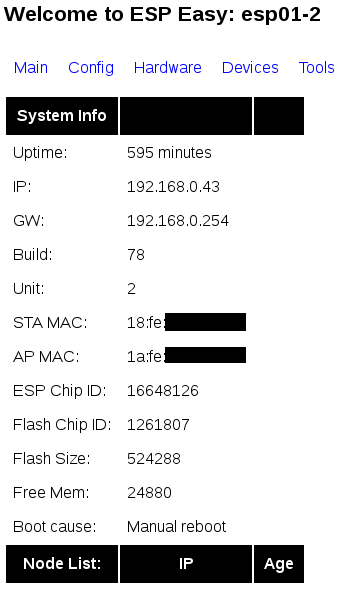 Welcome to ESP Easy: esp01-2
Main Config Hardware Devices Tools
System Info
Uptime: 595 minutes
IP: 192.168.0.43
GW: 192.168.0.254
Build: 78
Unit: 2
STA MAC: 18:fe:
AP MAC: 1a:fe:
ESP Chip ID: 16648126
Flash Chip ID: 1261807
Flash Size: 524288
Free Mem: 24880
Boot cause: Manual reboot
Node List: IP Age